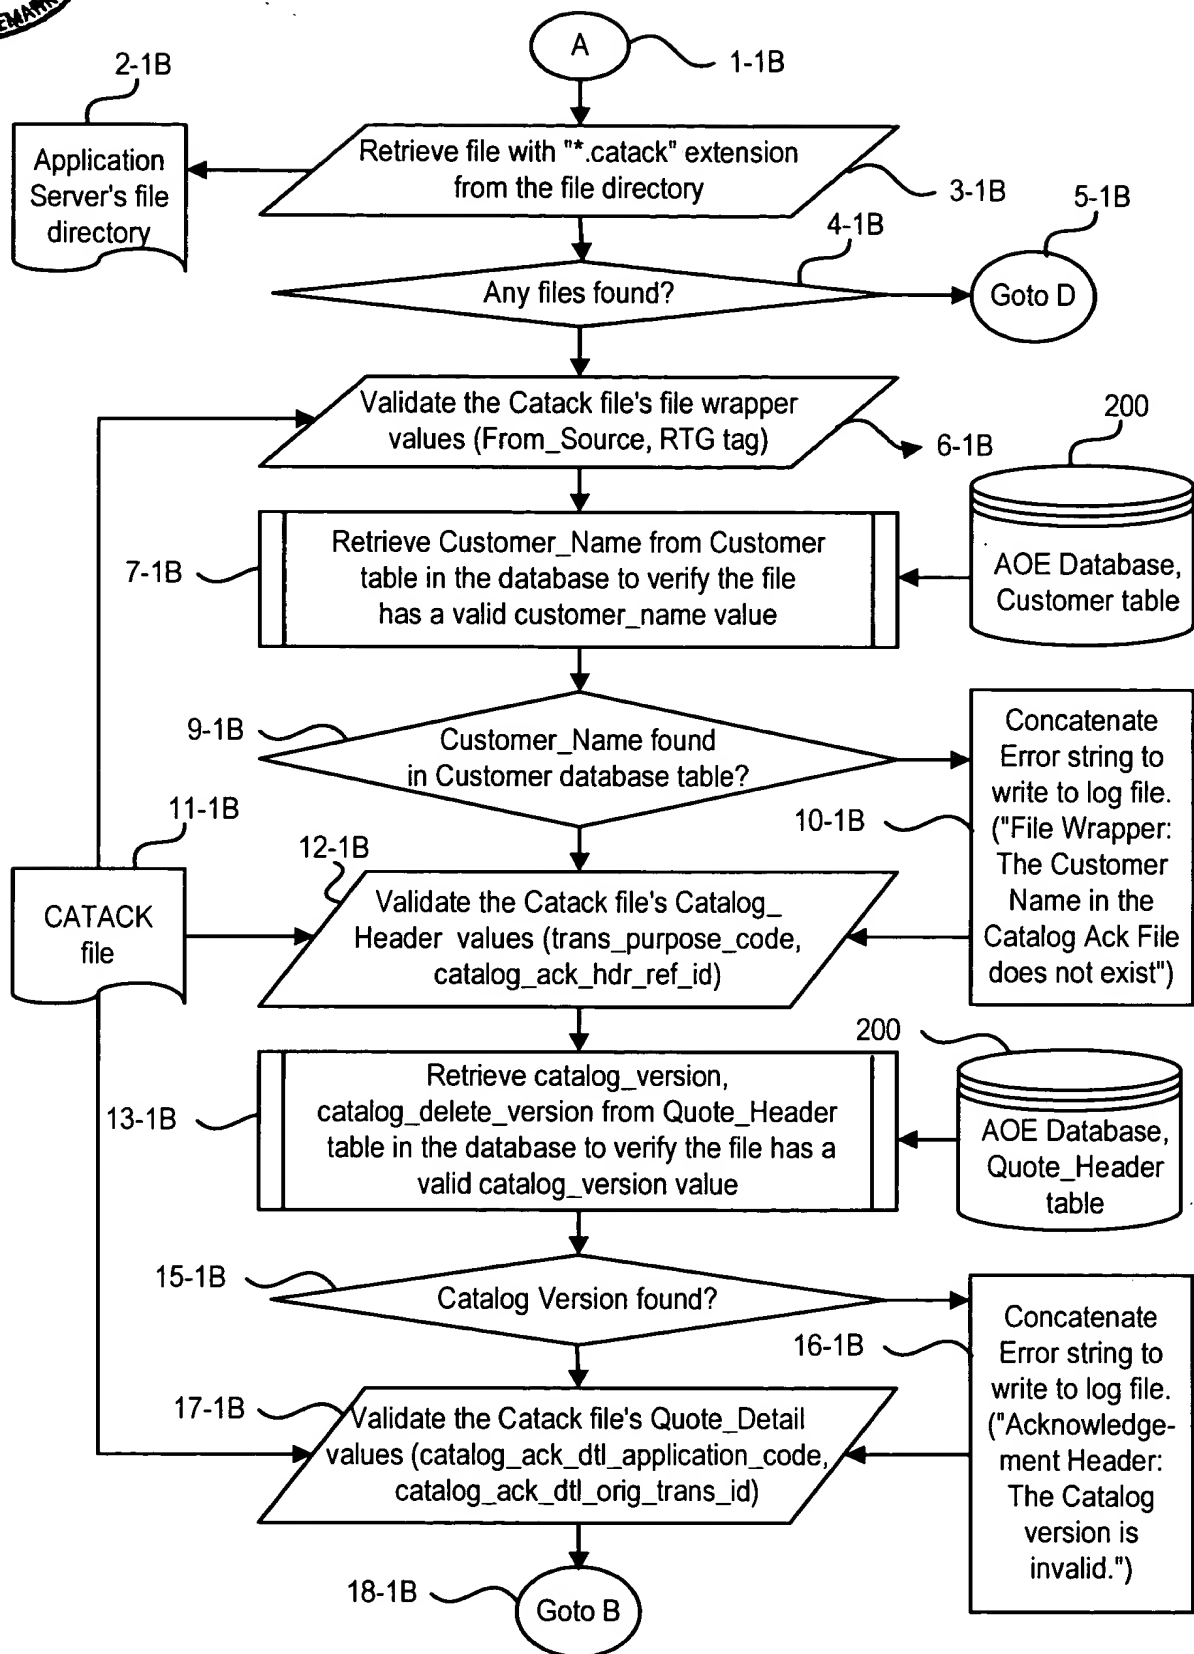 A
1-1B
2-1B
Application
Server's file
directory
Retrieve file with "*.catack" extension
from the file directory
3-1B
5-1B
4-1B
Any files found?
Goto D
Validate the Catack file's file wrapper
values (From_Source, RTG tag)
6-1B
200
AOE Database,
Customer table
7-1B
Retrieve Customer_Name from Customer
table in the database to verify the file
has a valid customer_name value
9-1B
Customer_Name found
in Customer database table?
10-1B
Concatenate
Error string to
write to log file.
("File Wrapper:
The Customer
Name in the
Catalog Ack File
does not exist")
11-1B
CATACK
file
12-1B
Validate the Catack file's Catalog_
Header values (trans_purpose_code,
catalog_ack_hdr_ref_id)
200
AOE Database,
Quote_Header
table
13-1B
Retrieve catalog_version,
catalog_delete_version from Quote_Header
table in the database to verify the file has a
valid catalog_version value
15-1B
Catalog Version found?
16-1B
Concatenate
Error string to
write to log file.
("Acknowledge-
ment Header:
The Catalog
version is
invalid.")
17-1B
Validate the Catack file's Quote_Detail
values (catalog_ack_dtl_application_code,
catalog_ack_dtl_orig_trans_id)
18-1B
Goto B